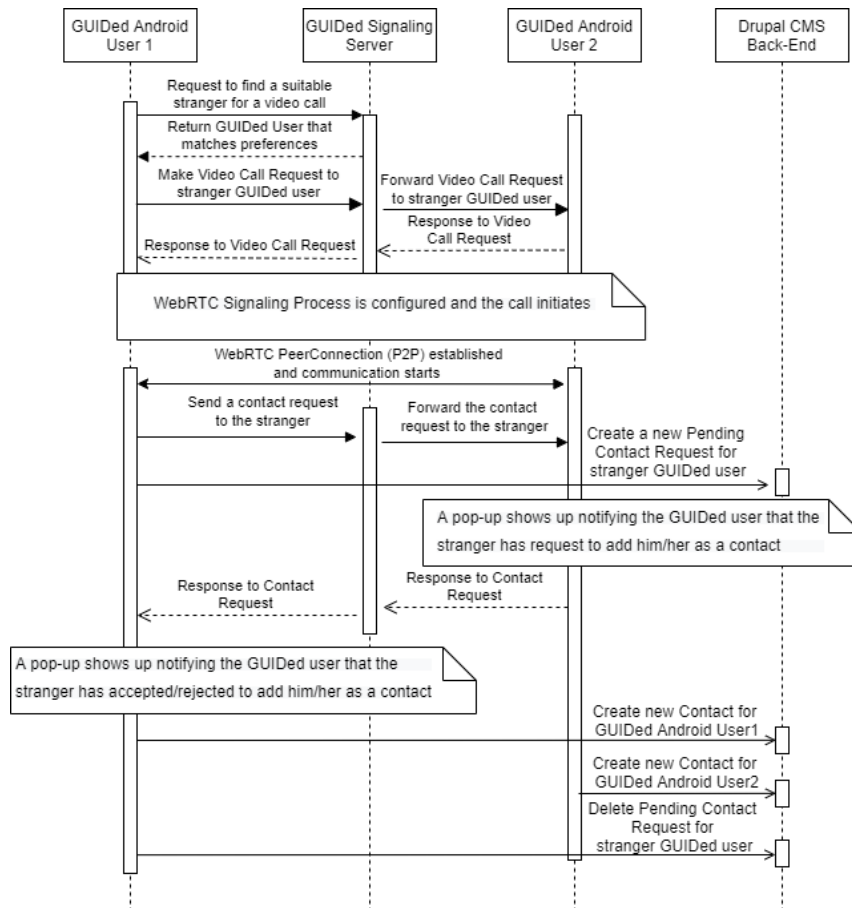 GUIDed Android
User 1
GUIDed Signaling
Server
GUIDed Android
User 2
Drupal CMS
Back-End
Request to find a suitable
stranger for a video call
Return GUIDed User that
matches preferences
Make Video Call Request to
stranger GUIDed user
Forward Video Call Request
to stranger GUIDed user
Response to Video
Call Request
Response to Video Call Request
WebRTC Signaling Process is configured and the call initiates
WebRTC PeerConnection (P2P) established
and communication starts
Send a contact request
to the stranger
Forward the contact
request to the stranger
Create a new Pending
Contact Request for
stranger GUIDed user
A pop-up shows up notifying the GUIDed user that the
stranger has request to add him/her as a contact
Response to Contact
Request
Response to Contact
Request
A pop-up shows up notifying the GUIDed user that the
stranger has accepted/rejected to add him/her as a contact
Create new Contact for
GUIDed Android User1
Create new Contact for
GUIDed Android User2
Delete Pending Contact
Request for
stranger GUIDed user